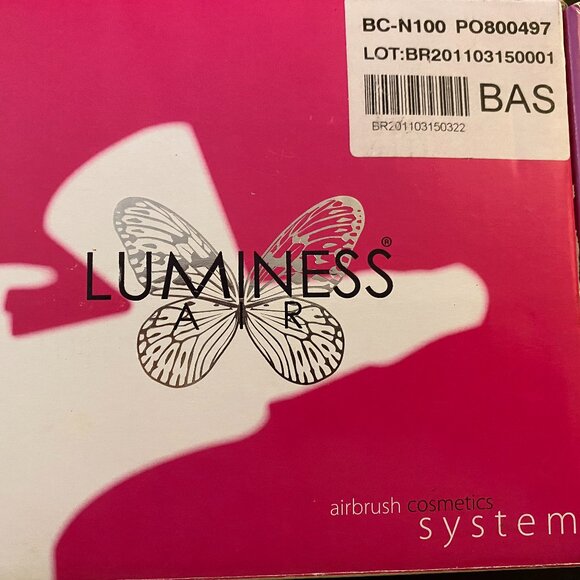 BC-N100 PO800497
LOT:BR201103150001
BAS
BR201103150322
LUMINESS®
AIR
airbrush cosmetics
system